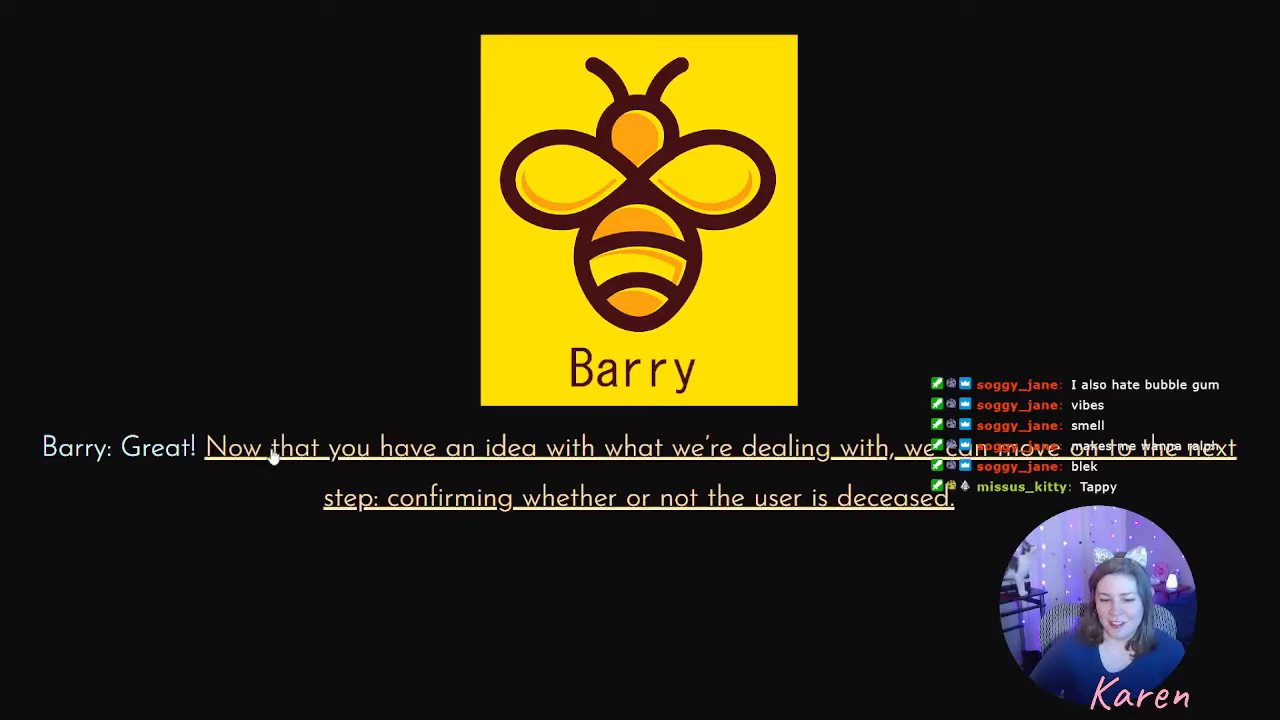 Barry
Barry: Great! Now that you have an idea with what we're dealing with, we can move on to the next
step: confirming whether or not the user is deceased.
soggy_jane: I also hate bubble gum
soggy_jane: vibes
soggy_jane: smell
soggy_jane: makes me wanna ralph
soggy_jane: blek
missus_kitty: Tappy
Karen